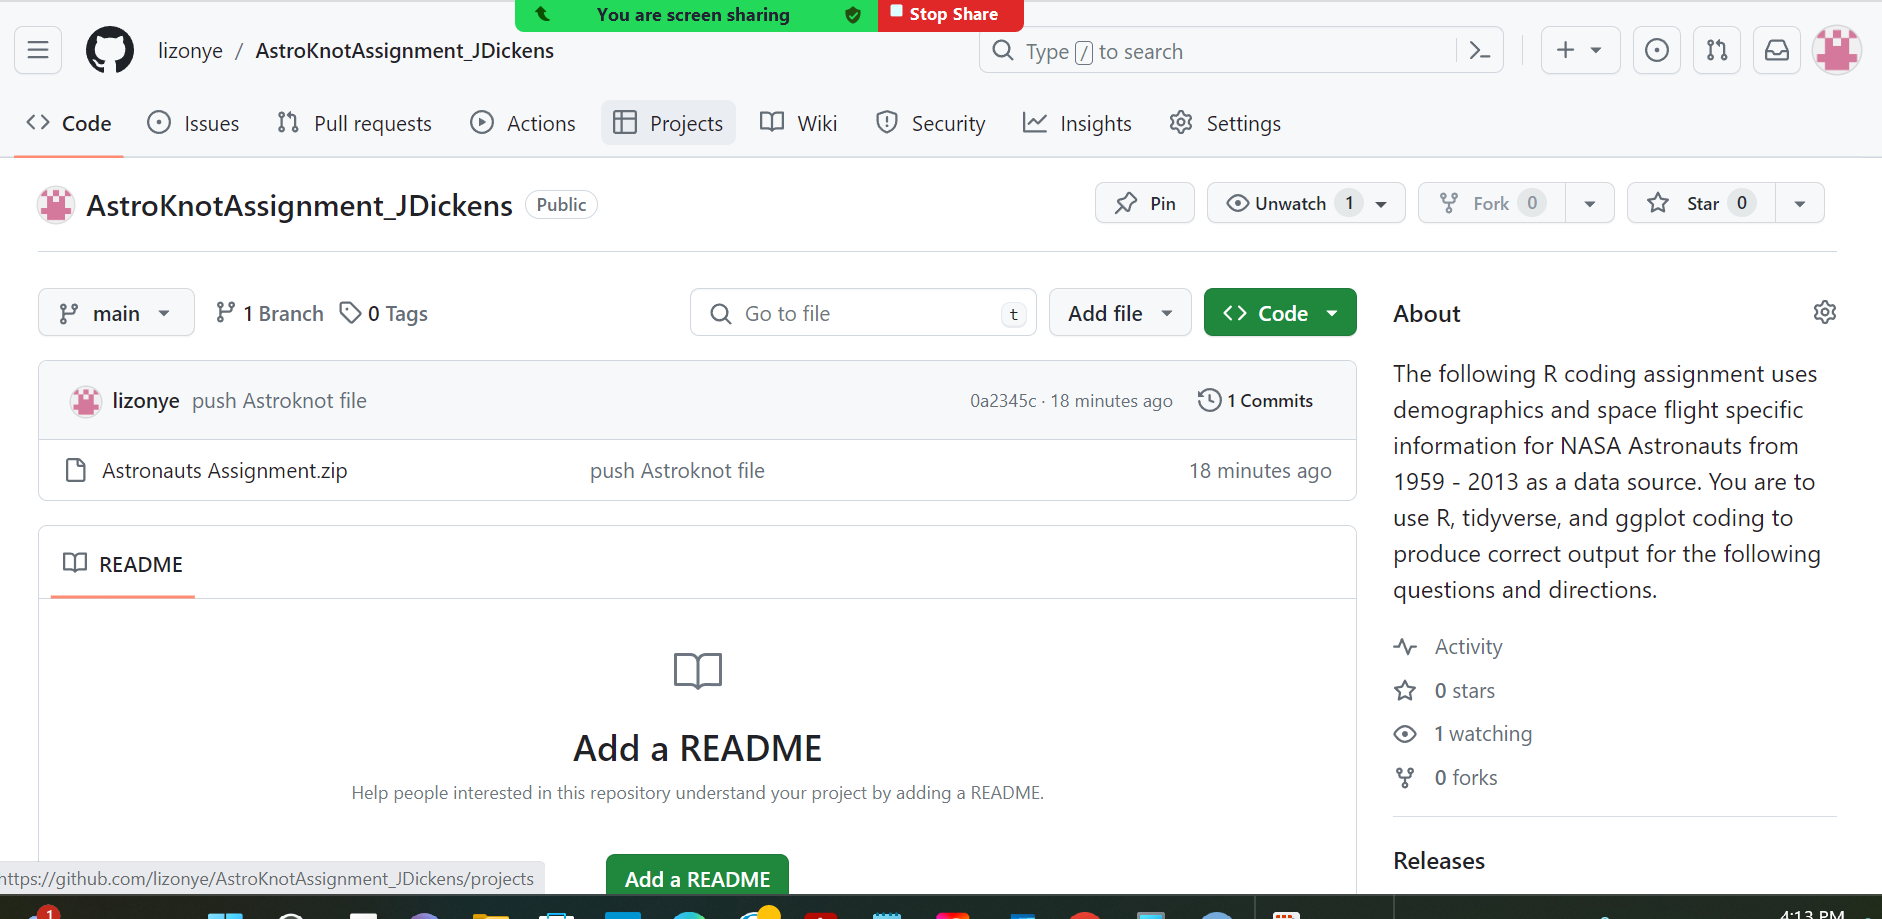 You are screen sharing
Stop Share
lizonye / AstroKnotAssignment_JDickens
Type / to search
Code
Issues
Pull requests
Actions
Projects
Wiki
Security
Insights
Settings
AstroKnotAssignment_JDickens
Public
Pin
Unwatch 1
Fork 0
Star 0
main
1 Branch
0 Tags
Go to file
t
Add file
Code
About
The following R coding assignment uses
demographics and space flight specific
information for NASA Astronauts from
1959 - 2013 as a data source. You are to
use R, tidyverse, and ggplot coding to
produce correct output for the following
questions and directions.
lizonye push Astroknot file
0a2345c · 18 minutes ago
1 Commits
Astronauts Assignment.zip
push Astroknot file
18 minutes ago
README
Add a README
Help people interested in this repository understand your project by adding a README.
Add a README
Activity
0 stars
1 watching
0 forks
Releases
https://github.com/lizonye/AstroKnotAssignment_JDickens/projects
1
4:13 PM